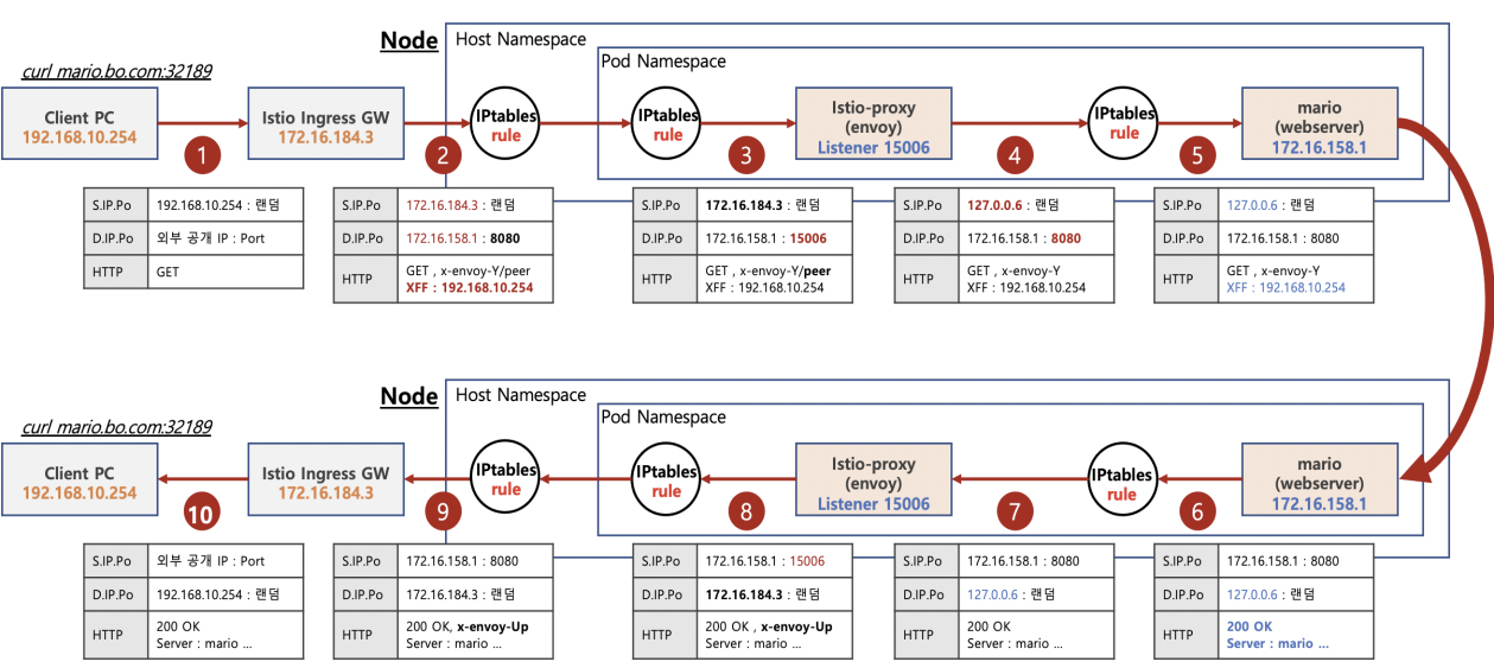 Node
Host Namespace
Pod Namespace
curl mario.bo.com:32189
Client PC
192.168.10.254
1
Istio Ingress GW
172.16.184.3
2
IPtables
rule
IPtables
rule
3
Istio-proxy
(envoy)
Listener 15006
4
IPtables
rule
5
mario
(webserver)
172.16.158.1
S.IP.Po 192.168.10.254 : 랜덤
D.IP.Po 외부 공개 IP : Port
HTTP GET
S.IP.Po 172.16.184.3 : 랜덤
D.IP.Po 172.16.158.1 : 8080
HTTP GET , x-envoy-Y/peer
XFF : 192.168.10.254
S.IP.Po 172.16.184.3 : 랜덤
D.IP.Po 172.16.158.1 : 15006
HTTP GET , x-envoy-Y/peer
XFF : 192.168.10.254
S.IP.Po 127.0.0.6 : 랜덤
D.IP.Po 172.16.158.1 : 8080
HTTP GET , x-envoy-Y
XFF : 192.168.10.254
S.IP.Po 127.0.0.6 : 랜덤
D.IP.Po 172.16.158.1 : 8080
HTTP GET , x-envoy-Y
XFF : 192.168.10.254
Node
Host Namespace
Pod Namespace
curl mario.bo.com:32189
Client PC
192.168.10.254
10
Istio Ingress GW
172.16.184.3
9
IPtables
rule
IPtables
rule
8
Istio-proxy
(envoy)
Listener 15006
7
IPtables
rule
6
mario
(webserver)
172.16.158.1
S.IP.Po 외부 공개 IP : Port
D.IP.Po 192.168.10.254 : 랜덤
HTTP 200 OK
Server : mario ...
S.IP.Po 172.16.158.1 : 8080
D.IP.Po 172.16.184.3 : 랜덤
HTTP 200 OK, x-envoy-Up
Server : mario ...
S.IP.Po 172.16.158.1 : 15006
D.IP.Po 172.16.184.3 : 랜덤
HTTP 200 OK , x-envoy-Up
Server : mario ...
S.IP.Po 172.16.158.1 : 8080
D.IP.Po 127.0.0.6 : 랜덤
HTTP 200 OK
Server : mario ...
S.IP.Po 172.16.158.1 : 8080
D.IP.Po 127.0.0.6 : 랜덤
HTTP 200 OK
Server : mario ...